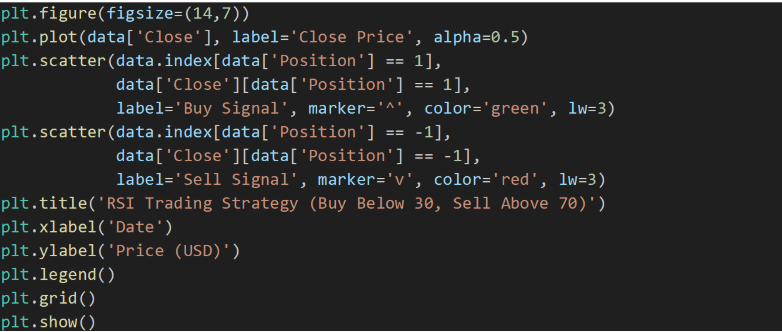 plt.figure(figsize=(14,7))
plt.plot(data['Close'], label='Close Price', alpha=0.5)
plt.scatter(data.index[data['Position'] == 1],
            data['Close'][data['Position'] == 1],
            label='Buy Signal', marker='^', color='green', lw=3)
plt.scatter(data.index[data['Position'] == -1],
            data['Close'][data['Position'] == -1],
            label='Sell Signal', marker='v', color='red', lw=3)
plt.title('RSI Trading Strategy (Buy Below 30, Sell Above 70)')
plt.xlabel('Date')
plt.ylabel('Price (USD)')
plt.legend()
plt.grid()
plt.show()